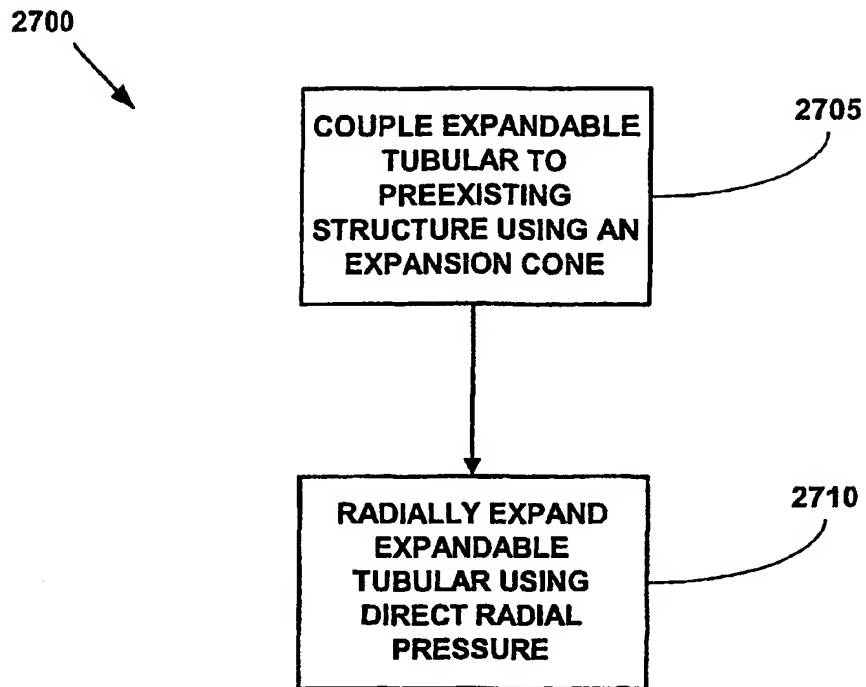 2700
COUPLE EXPANDABLE
TUBULAR TO
PREEXISTING
STRUCTURE USING AN
EXPANSION CONE
2705
RADIALLY EXPAND
EXPANDABLE
TUBULAR USING
DIRECT RADIAL
PRESSURE
2710